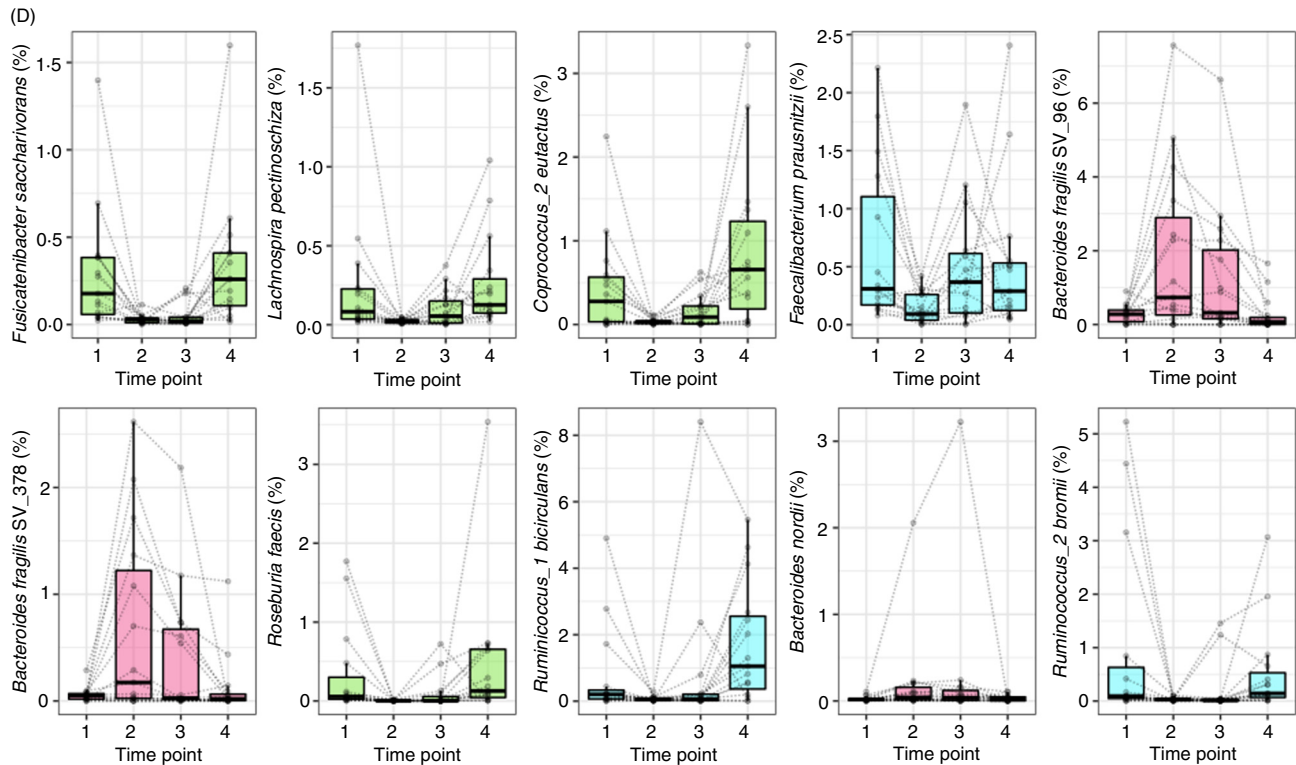 (D)
Fusicatenibacter saccharivorans (%)
1·5
1·0
0·5
0·0
1 2 3 4
Time point
Lachnospira pectinoschiza (%)
1·5
1·0
0·5
0·0
1 2 3 4
Time point
Coprococcus_2 eutactus (%)
3
2
1
0
1 2 3 4
Time point
Faecalibacterium prausnitzii (%)
2·5
2·0
1·5
1·0
0·5
0·0
1 2 3 4
Time point
Bacteroides fragilis SV_96 (%)
6
4
2
0
1 2 3 4
Time point
Bacteroides fragilis SV_378 (%)
2
1
0
1 2 3 4
Time point
Roseburia faecis (%)
3
2
1
0
1 2 3 4
Time point
Ruminicoccus_1 bicirculans (%)
8
6
4
2
0
1 2 3 4
Time point
Bacteroides nordii (%)
3
2
1
0
1 2 3 4
Time point
Ruminococcus_2 bromii (%)
5
4
3
2
1
0
1 2 3 4
Time point